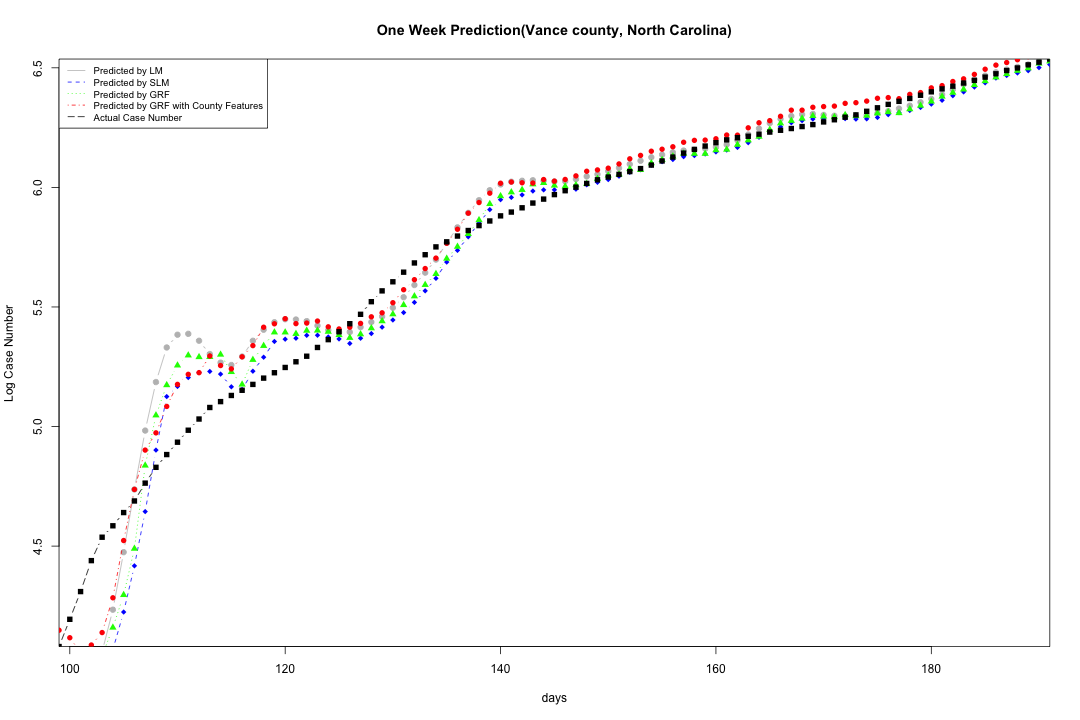 One Week Prediction(Vance county, North Carolina)
Predicted by LM
Predicted by SLM
Predicted by GRF
Predicted by GRF with County Features
Actual Case Number
6.5
6.0
5.5
5.0
4.5
Log Case Number
100 120 140 160 180
days